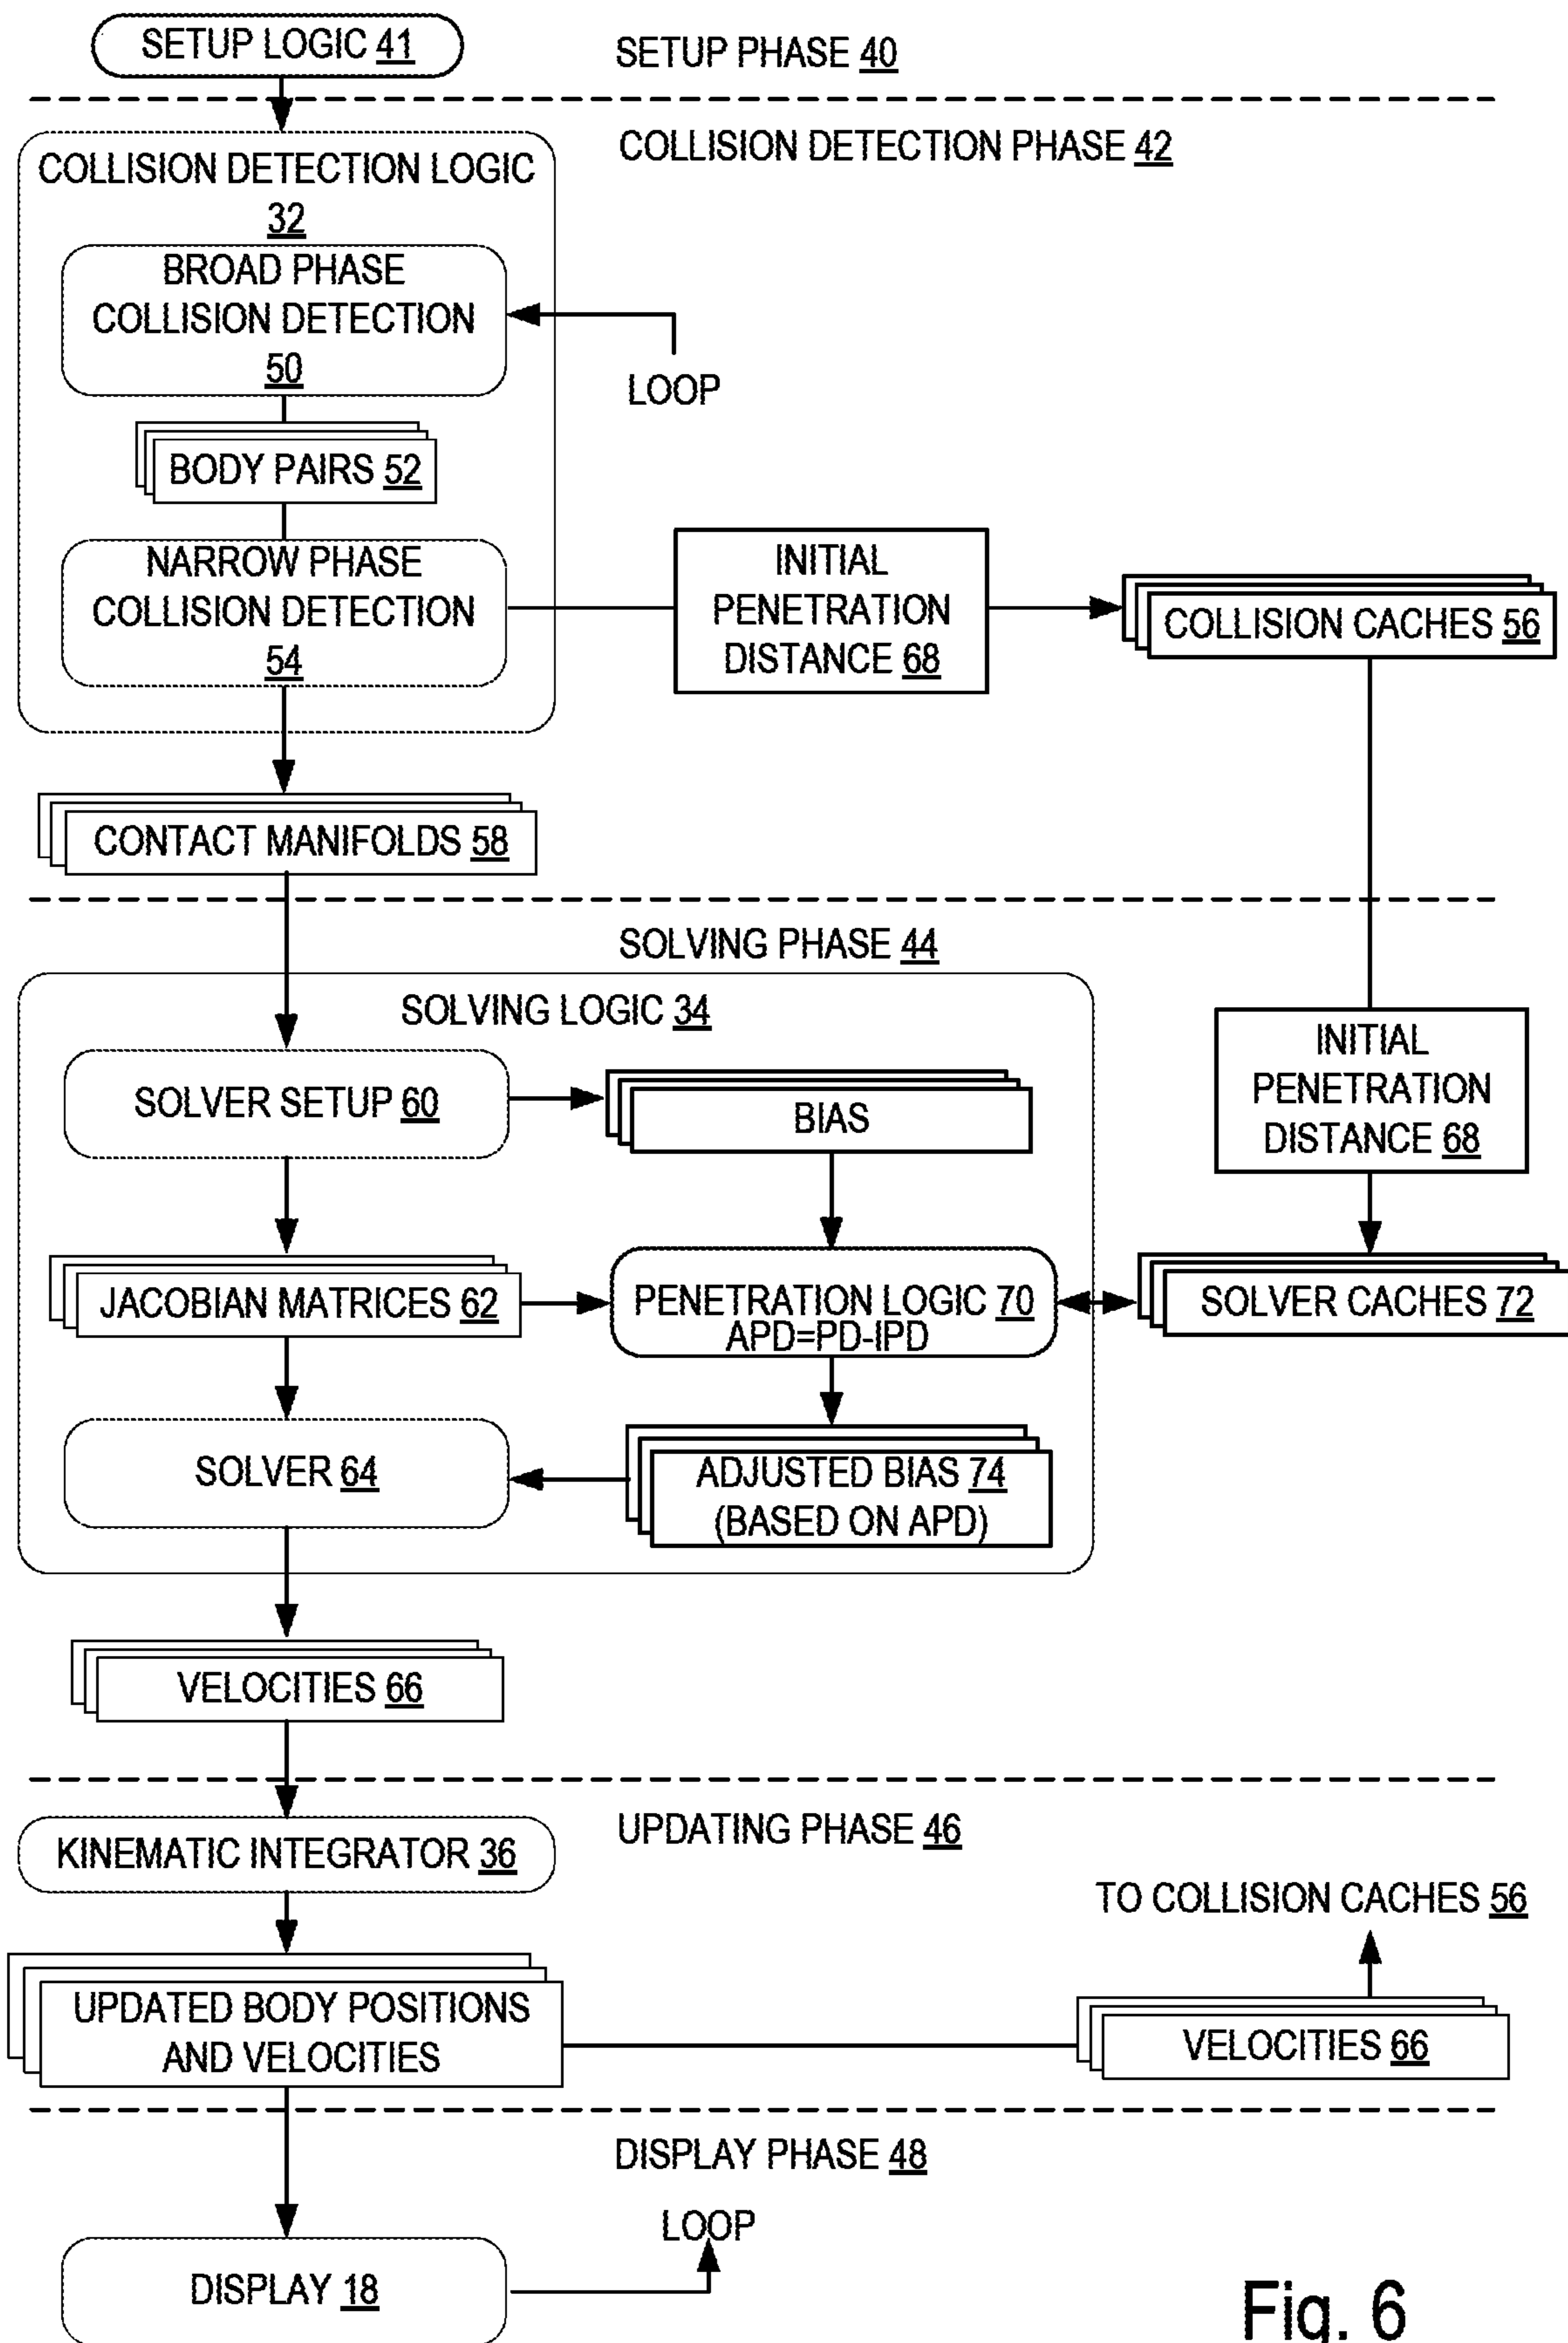 SETUP LOGIC 41
SETUP PHASE 40
COLLISION DETECTION PHASE 42
COLLISION DETECTION LOGIC
32
BROAD PHASE
COLLISION DETECTION
50
LOOP
BODY PAIRS 52
NARROW PHASE
COLLISION DETECTION
54
INITIAL
PENETRATION
DISTANCE 68
COLLISION CACHES 56
CONTACT MANIFOLDS 58
SOLVING PHASE 44
SOLVING LOGIC 34
SOLVER SETUP 60
BIAS
INITIAL
PENETRATION
DISTANCE 68
JACOBIAN MATRICES 62
PENETRATION LOGIC 70
APD=PD-IPD
SOLVER CACHES 72
SOLVER 64
ADJUSTED BIAS 74
(BASED ON APD)
VELOCITIES 66
UPDATING PHASE 46
KINEMATIC INTEGRATOR 36
TO COLLISION CACHES 56
UPDATED BODY POSITIONS
AND VELOCITIES
VELOCITIES 66
DISPLAY PHASE 48
LOOP
DISPLAY 18
Fig. 6